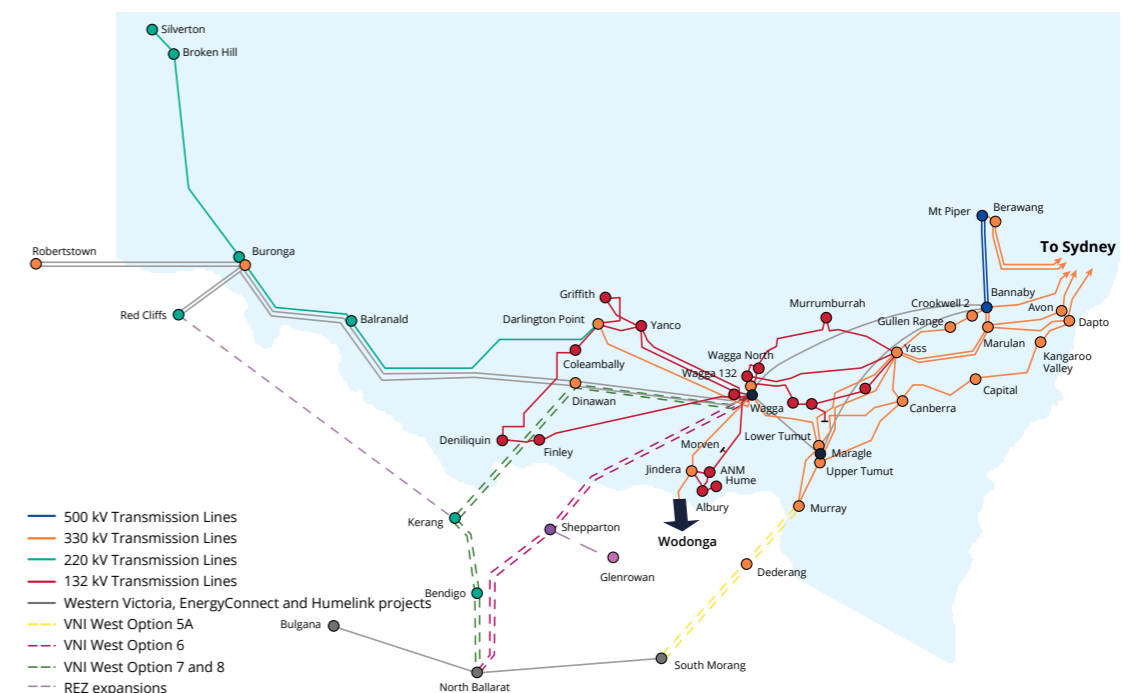 Silverton
Broken Hill
Mt Piper
Berawang
To Sydney
Robertstown
Buronga
Bannaby
Griffith
Murrumburrah
Crookwell 2
Avon
Red Cliffs
Balranald
Darlington Point
Yanco
Gullen Range
Dapto
Marulan
Yass
Wagga North
Coleambally
Kangaroo
Valley
Wagga 132
Capital
Dinawan
Wagga
Canberra
Deniliquin
Finley
Morven
Lower Tumut
Maragle
Jindera
ANM
Upper Tumut
Hume
Albury
Murray
Kerang
Shepparton
Wodonga
Glenrowan
Dederang
Bendigo
Bulgana
South Morang
North Ballarat
500 kV Transmission Lines
330 kV Transmission Lines
220 kV Transmission Lines
132 kV Transmission Lines
Western Victoria, EnergyConnect and Humelink projects
VNI West Option 5A
VNI West Option 6
VNI West Option 7 and 8
REZ expansions